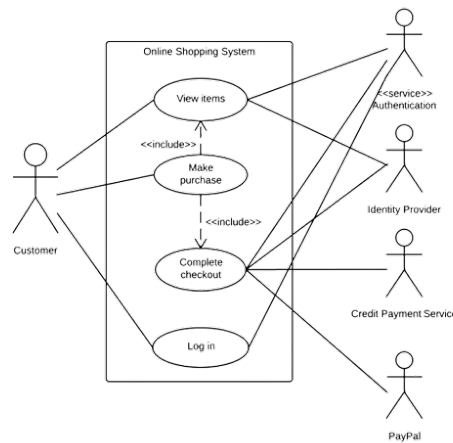 Online Shopping System
View items
<<service>>
Authentication
<<include>>
Make
purchase
Customer
Identity Provider
<<include>>
Complete
checkout
Credit Payment Service
Log in
PayPal